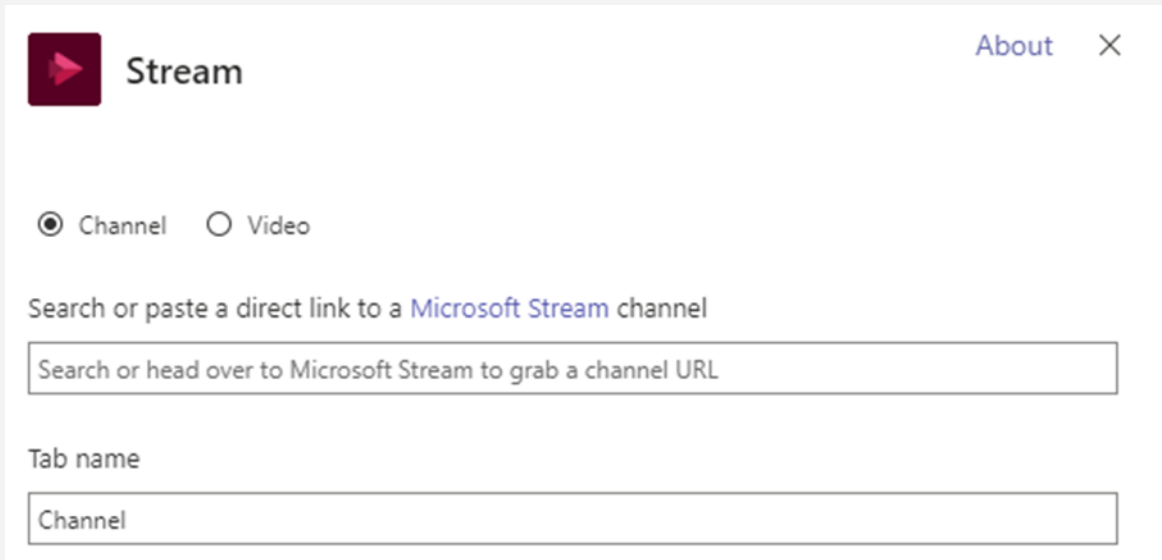 Stream
About
Channel
Video
Search or paste a direct link to a Microsoft Stream channel
Search or head over to Microsoft Stream to grab a channel URL
Tab name
Channel